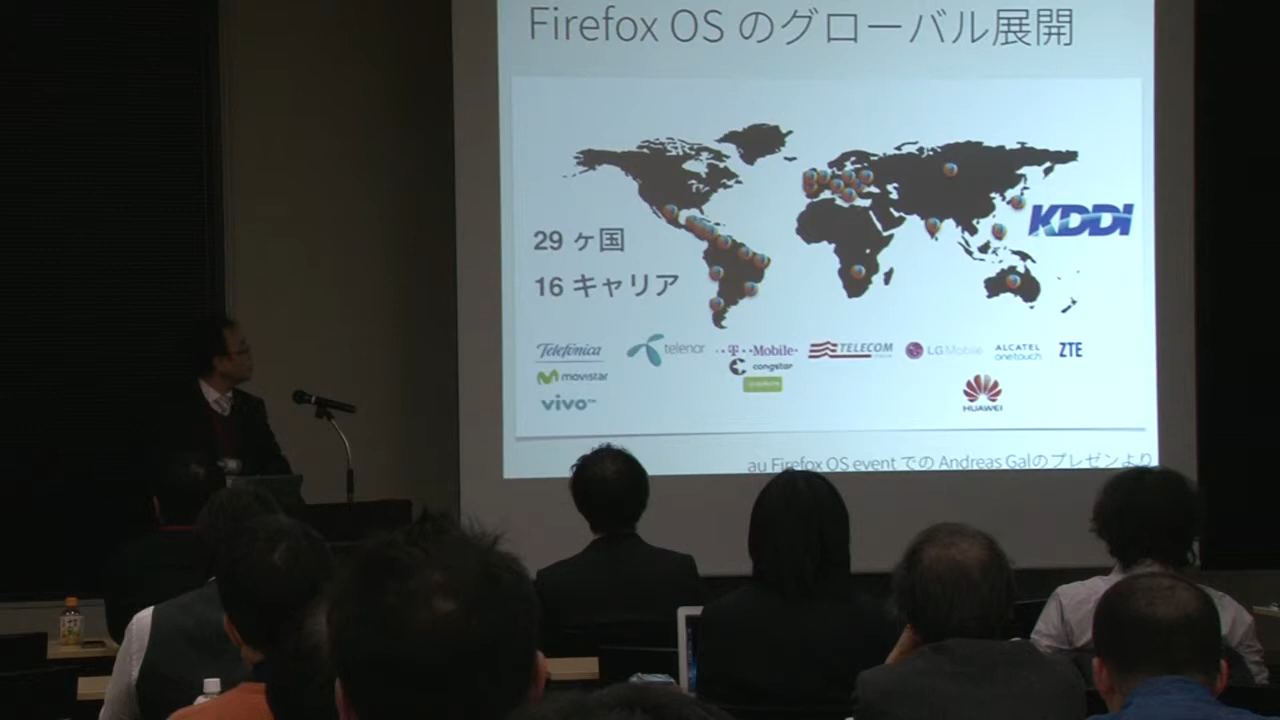 Firefox OS のグローバル展開
KDDI
29 ヶ国
16 キャリア
Telefónica
telenor
T··Mobile·
TELECOM
LG Mobile
ALCATEL
onetouch
ZTE
movistar
congstar
vivo
HUAWEI
au Firefox OS event での Andreas Galのプレゼンより